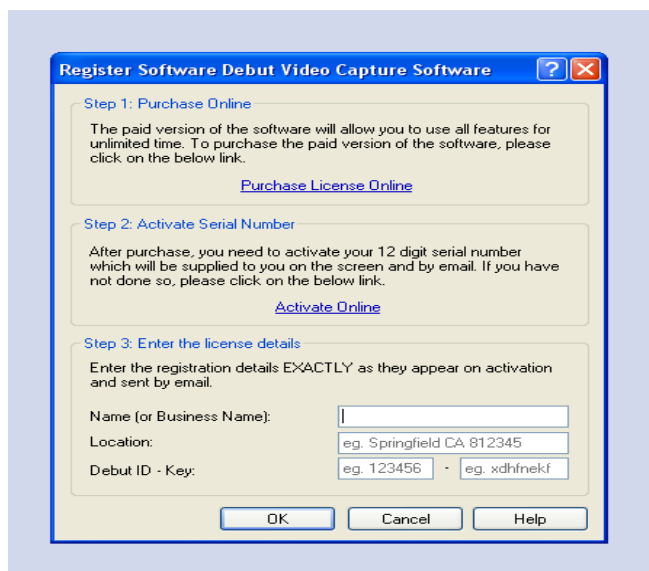 Register Software Debut Video Capture Software
Step 1: Purchase Online
The paid version of the software will allow you to use all features for
unlimited time. To purchase the paid version of the software, please
click on the below link.
Purchase License Online
Step 2: Activate Serial Number
After purchase, you need to activate your 12 digit serial number
which will be supplied to you on the screen and by email. If you have
not done so, please click on the below link.
Activate Online
Step 3: Enter the license details
Enter the registration details EXACTLY as they appear on activation
and sent by email.
Name (or Business Name):
Location: eg. Springfield CA 812345
Debut ID - Key: eg. 123456 - eg. xdhfnekf
OK Cancel Help